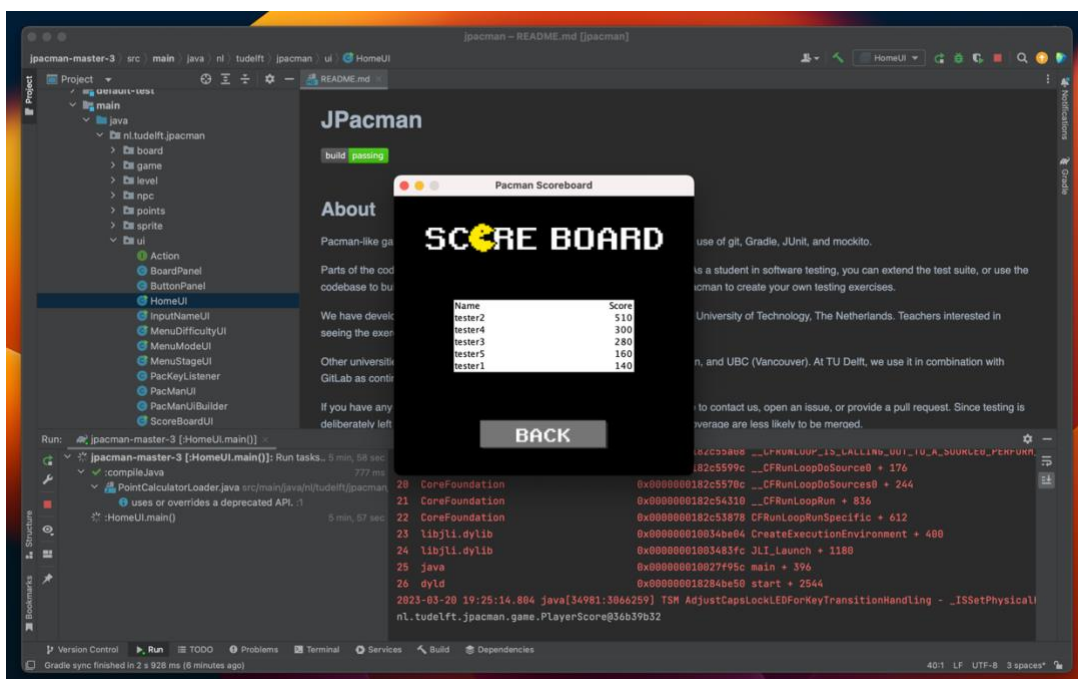 jpacman – README.md [jpacman]
jpacman-master-3 src main java nl tudelft jpacman ui HomeUI
HomeUI
Project
README.md
default-test
main
java
nl.tudelft.jpacman
board
game
level
npc
points
sprite
ui
Action
BoardPanel
ButtonPanel
HomeUI
InputNameUI
MenuDifficultyUI
MenuModeUI
MenuStageUI
PacKeyListener
PacManUI
PacManUiBuilder
ScoreBoardUI
Project
Structure
Bookmarks
Notifications
Gradle
JPacman
build passing
About
Pacman-like ga
use of git, Gradle, JUnit, and mockito.
Parts of the cod
As a student in software testing, you can extend the test suite, or use the
codebase to bu
acman to create your own testing exercises.
We have develo
University of Technology, The Netherlands. Teachers interested in
seeing the exer
Other universitie
n, and UBC (Vancouver). At TU Delft, we use it in combination with
GitLab as contin
If you have any
to contact us, open an issue, or provide a pull request. Since testing is
deliberately left
overage are less likely to be merged.
Pacman Scoreboard
SCORE BOARD
Name Score
tester2 510
tester4 300
tester3 280
tester5 160
tester1 140
BACK
Run: jpacman-master-3 [:HomeUI.main()]
jpacman-master-3 [:HomeUI.main()]: Run tasks.. 5 min, 58 sec
:compileJava 777 ms
PointCalculatorLoader.java src/main/java/nl/tudelft/jpacman
uses or overrides a deprecated API. :1
:HomeUI.main() 5 min, 57 sec
__CFRUNLOOP_IS_CALLING_OUT_TO_A_SOURCE0_PERFORM_
182c5599c __CFRunLoopDoSource0 + 176
20 CoreFoundation 0x0000000182c5570c __CFRunLoopDoSources0 + 244
21 CoreFoundation 0x0000000182c54310 __CFRunLoopRun + 836
22 CoreFoundation 0x0000000182c53878 CFRunLoopRunSpecific + 612
23 libjli.dylib 0x000000010034be04 CreateExecutionEnvironment + 400
24 libjli.dylib 0x00000001003483fc JLI_Launch + 1180
25 java 0x000000010027f95c main + 396
26 dyld 0x000000018284be50 start + 2544
2023-03-20 19:25:14.804 java[34981:3066259] TSM AdjustCapsLockLEDForKeyTransitionHandling - _ISSetPhysicalK
nl.tudelft.jpacman.game.PlayerScore@36b39b32
Version Control Run TODO Problems Terminal Services Build Dependencies
Gradle sync finished in 2 s 928 ms (6 minutes ago)
40:1 LF UTF-8 3 spaces*